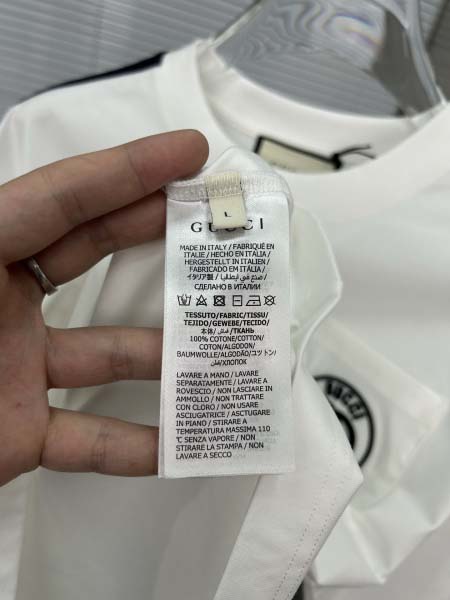 L
GUCCI
MADE IN ITALY / FABRIQUÉ EN
ITALIE / HECHO EN ITÁLIA /
HERGESTELLT IN ITALIEN /
FABRICADO EM ITÁLIA /
イタリア製 / صنع في إيطاليا /
СДЕЛАНО В ИТАЛИИ
TESSUTO/FABRIC/TISSU/
TEJIDO/GEWEBE/TECIDO/
本体/قماش/ТКАНЬ
100% COTONE/COTTON/
COTON/ALGODON/
BAUMWOLLE/ALGODÃO/コットン/
قطن/ХЛОПОК
LAVARE A MANO / LAVARE
SEPARATAMENTE / LAVARE A
ROVESCIO / NON LASCIARE IN
AMMOLLO / NON TRATTARE
CON CLORO / NON USARE
ASCIUGATRICE / ASCTUGARE
IN PIANO / STIRARE A
TEMPERATURA MASSIMA 110
℃ SENZA VAPORE / NON
STIRARE LA STAMPA / NON
LAVARE A SECCO
GUCCI